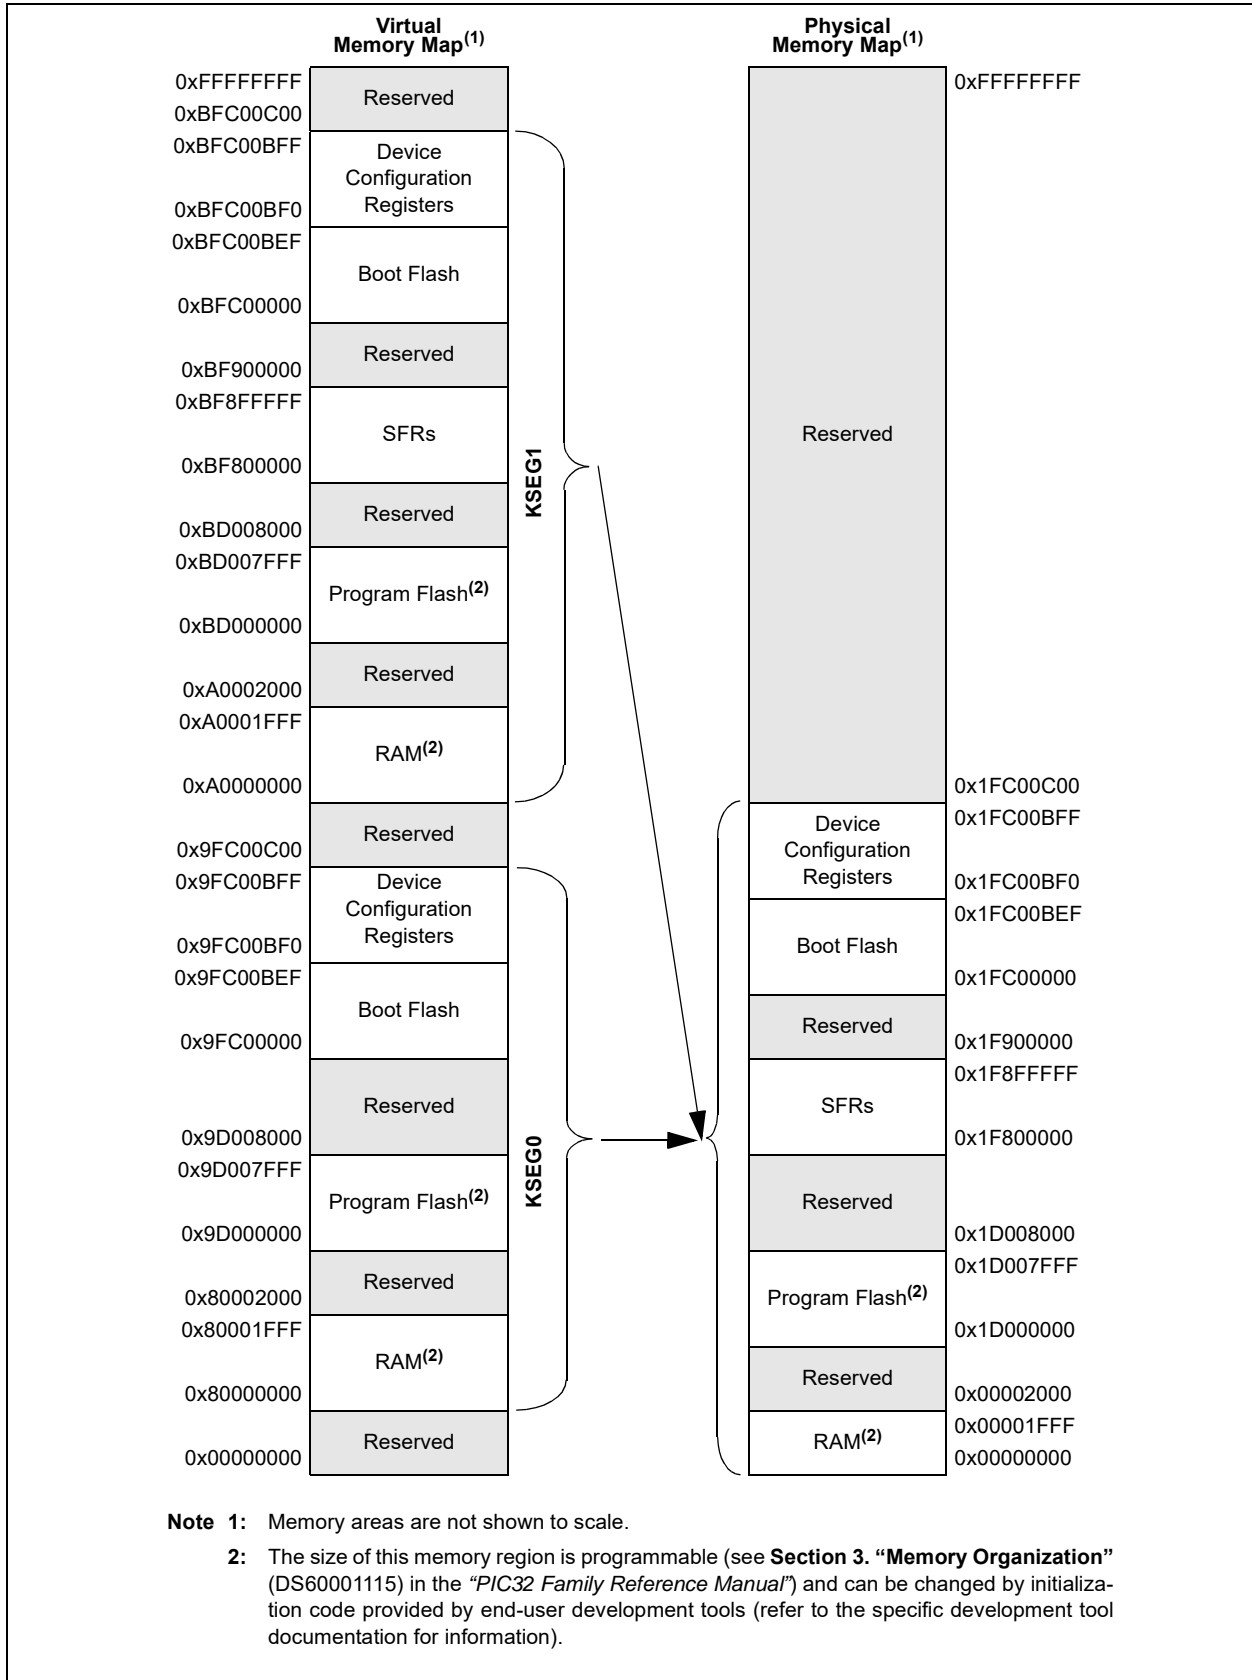 Virtual
Memory Map(1)
0xFFFFFFFF
Reserved
0xBFC00C00
0xBFC00BFF
Device
Configuration
Registers
0xBFC00BF0
0xBFC00BEF
Boot Flash
0xBFC00000
Reserved
0xBF900000
0xBF8FFFFF
SFRs
0xBF800000
Reserved
0xBD008000
0xBD007FFF
Program Flash(2)
0xBD000000
Reserved
0xA0002000
0xA0001FFF
RAM(2)
0xA0000000
KSEG1
Reserved
0x9FC00C00
0x9FC00BFF
Device
Configuration
Registers
0x9FC00BF0
0x9FC00BEF
Boot Flash
0x9FC00000
Reserved
0x9D008000
0x9D007FFF
Program Flash(2)
0x9D000000
Reserved
0x80002000
0x80001FFF
RAM(2)
0x80000000
KSEG0
Reserved
0x00000000
Physical
Memory Map(1)
0xFFFFFFFF
Reserved
0x1FC00C00
0x1FC00BFF
Device
Configuration
Registers
0x1FC00BF0
0x1FC00BEF
Boot Flash
0x1FC00000
Reserved
0x1F900000
0x1F8FFFFF
SFRs
0x1F800000
Reserved
0x1D008000
0x1D007FFF
Program Flash(2)
0x1D000000
Reserved
0x00002000
0x00001FFF
RAM(2)
0x00000000
Note 1: Memory areas are not shown to scale.
2: The size of this memory region is programmable (see Section 3. “Memory Organization”
(DS60001115) in the “PIC32 Family Reference Manual”) and can be changed by initializa-
tion code provided by end-user development tools (refer to the specific development tool
documentation for information).